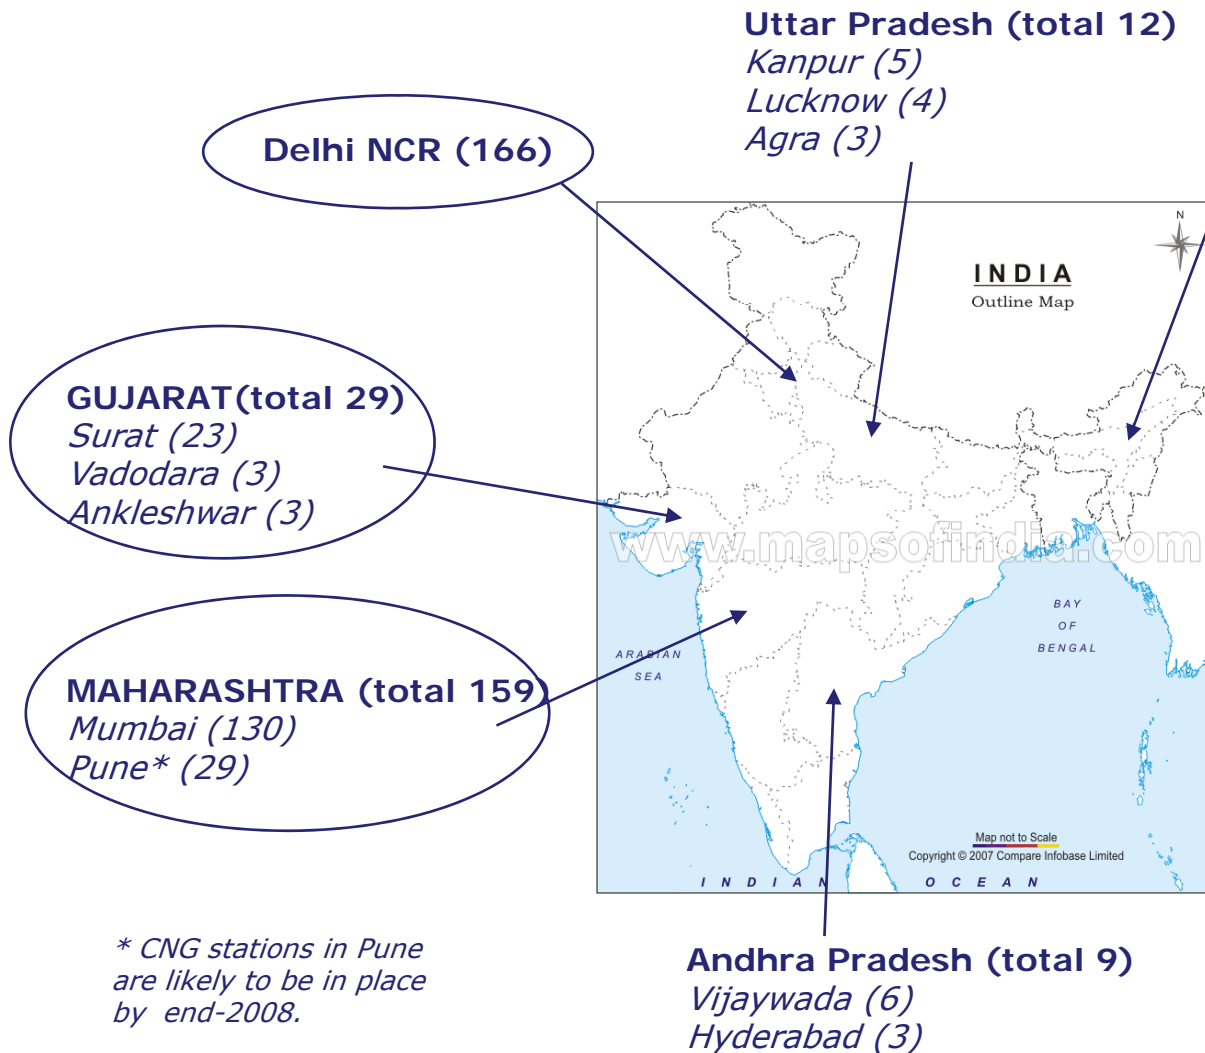 Uttar Pradesh (total 12)
Kanpur (5)
Lucknow (4)
Agra (3)
Delhi NCR (166)
N
INDIA
Outline Map
GUJARAT(total 29)
Surat (23)
Vadodara (3)
Ankleshwar (3)
www.mapsofindia.com
BAY
OF
BENGAL
ARABIAN
SEA
MAHARASHTRA (total 159)
Mumbai (130)
Pune* (29)
Map not to Scale
Copyright © 2007 Compare Infobase Limited
INDIAN OCEAN
* CNG stations in Pune
are likely to be in place
by end-2008.
Andhra Pradesh (total 9)
Vijaywada (6)
Hyderabad (3)